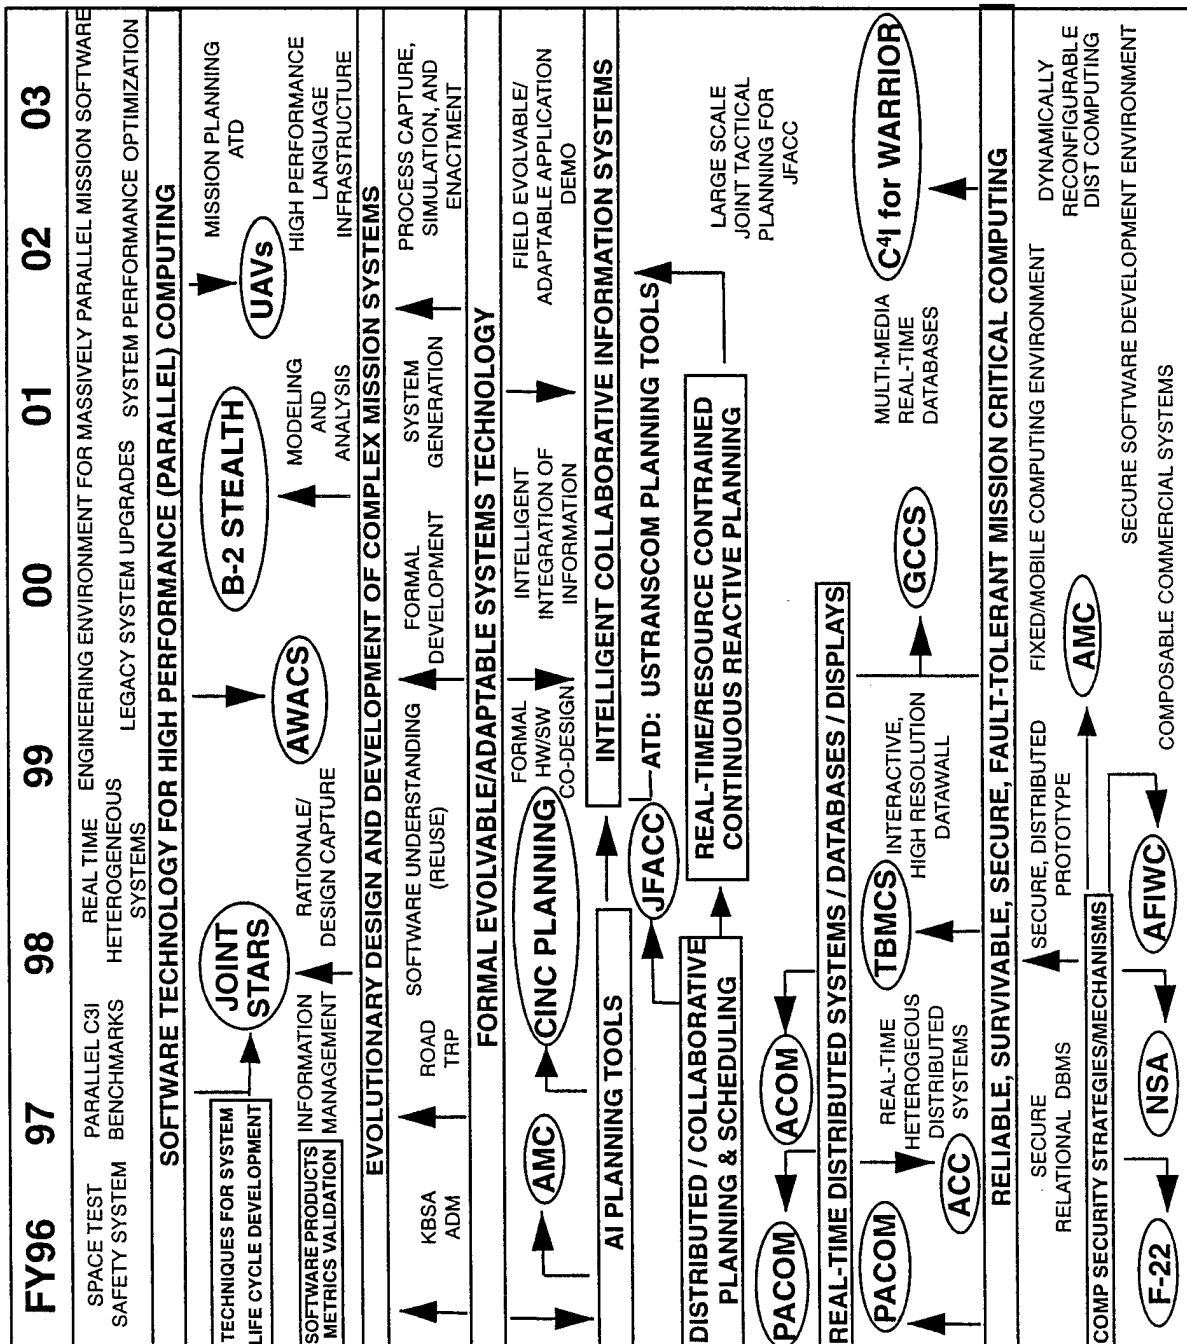 FY96 97 98 99 00 01 02 03
SPACE TEST
SAFETY SYSTEM
PARALLEL C3I
BENCHMARKS
REAL TIME
HETEROGENEOUS
SYSTEMS
ENGINEERING ENVIRONMENT FOR MASSIVELY PARALLEL MISSION SOFTWARE
LEGACY SYSTEM UPGRADES
SYSTEM PERFORMANCE OPTIMIZATION
SOFTWARE TECHNOLOGY FOR HIGH PERFORMANCE (PARALLEL) COMPUTING
TECHNIQUES FOR SYSTEM
LIFE CYCLE DEVELOPMENT
JOINT
STARS
AWACS
B-2 STEALTH
UAVs
MISSION PLANNING
ATD
SOFTWARE PRODUCTS
METRICS VALIDATION
INFORMATION
MANAGEMENT
RATIONALE/
DESIGN CAPTURE
MODELING
AND
ANALYSIS
HIGH PERFORMANCE
LANGUAGE
INFRASTRUCTURE
EVOLUTIONARY DESIGN AND DEVELOPMENT OF COMPLEX MISSION SYSTEMS
KBSA
ADM
ROAD
TRP
SOFTWARE UNDERSTANDING
(REUSE)
FORMAL
DEVELOPMENT
SYSTEM
GENERATION
PROCESS CAPTURE,
SIMULATION, AND
ENACTMENT
FORMAL EVOLVABLE/ADAPTABLE SYSTEMS TECHNOLOGY
AMC
CINC PLANNING
FORMAL
HW/SW
CO-DESIGN
INTELLIGENT
INTEGRATION OF
INFORMATION
FIELD EVOLVABLE/
ADAPTABLE APPLICATION
DEMO
AI PLANNING TOOLS
INTELLIGENT COLLABORATIVE INFORMATION SYSTEMS
JFACC
ATD: USTRANSCOM PLANNING TOOLS
DISTRIBUTED / COLLABORATIVE
PLANNING & SCHEDULING
REAL-TIME/RESOURCE CONTRAINED
CONTINUOUS REACTIVE PLANNING
LARGE SCALE
JOINT TACTICAL
PLANNING FOR
JFACC
PACOM
ACOM
REAL-TIME DISTRIBUTED SYSTEMS / DATABASES / DISPLAYS
PACOM
ACC
REAL-TIME
HETEROGEOUS
DISTRIBUTED
SYSTEMS
TBMCS
INTERACTIVE,
HIGH RESOLUTION
DATAWALL
GCCS
MULTI-MEDIA
REAL-TIME
DATABASES
C⁴I for WARRIOR
RELIABLE, SURVIVABLE, SECURE, FAULT-TOLERANT MISSION CRITICAL COMPUTING
SECURE
RELATIONAL DBMS
SECURE, DISTRIBUTED
PROTOTYPE
FIXED/MOBILE COMPUTING ENVIRONMENT
DYNAMICALLY
RECONFIGURABLE
DIST COMPUTING
COMP SECURITY STRATEGIES/MECHANISMS
AMC
SECURE SOFTWARE DEVELOPMENT ENVIRONMENT
F-22
NSA
AFIWC
COMPOSABLE COMMERCIAL SYSTEMS